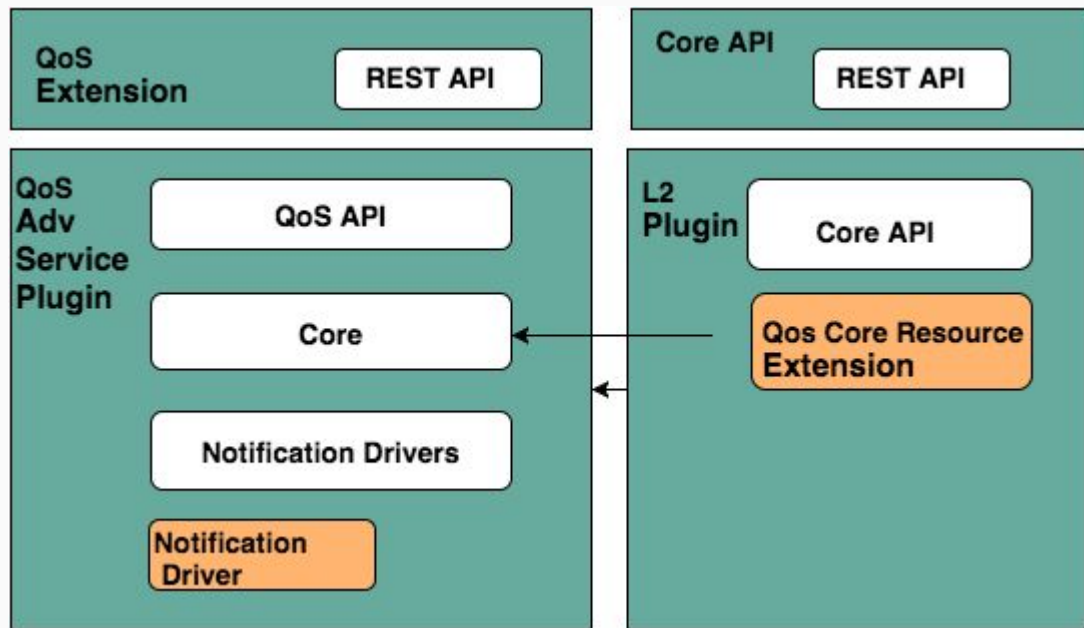 QoS
Extension
REST API
Core API
REST API
QoS
Adv
Service
Plugin
QoS API
Core
Notification Drivers
Notification
Driver
L2
Plugin
Core API
Qos Core Resource
Extension